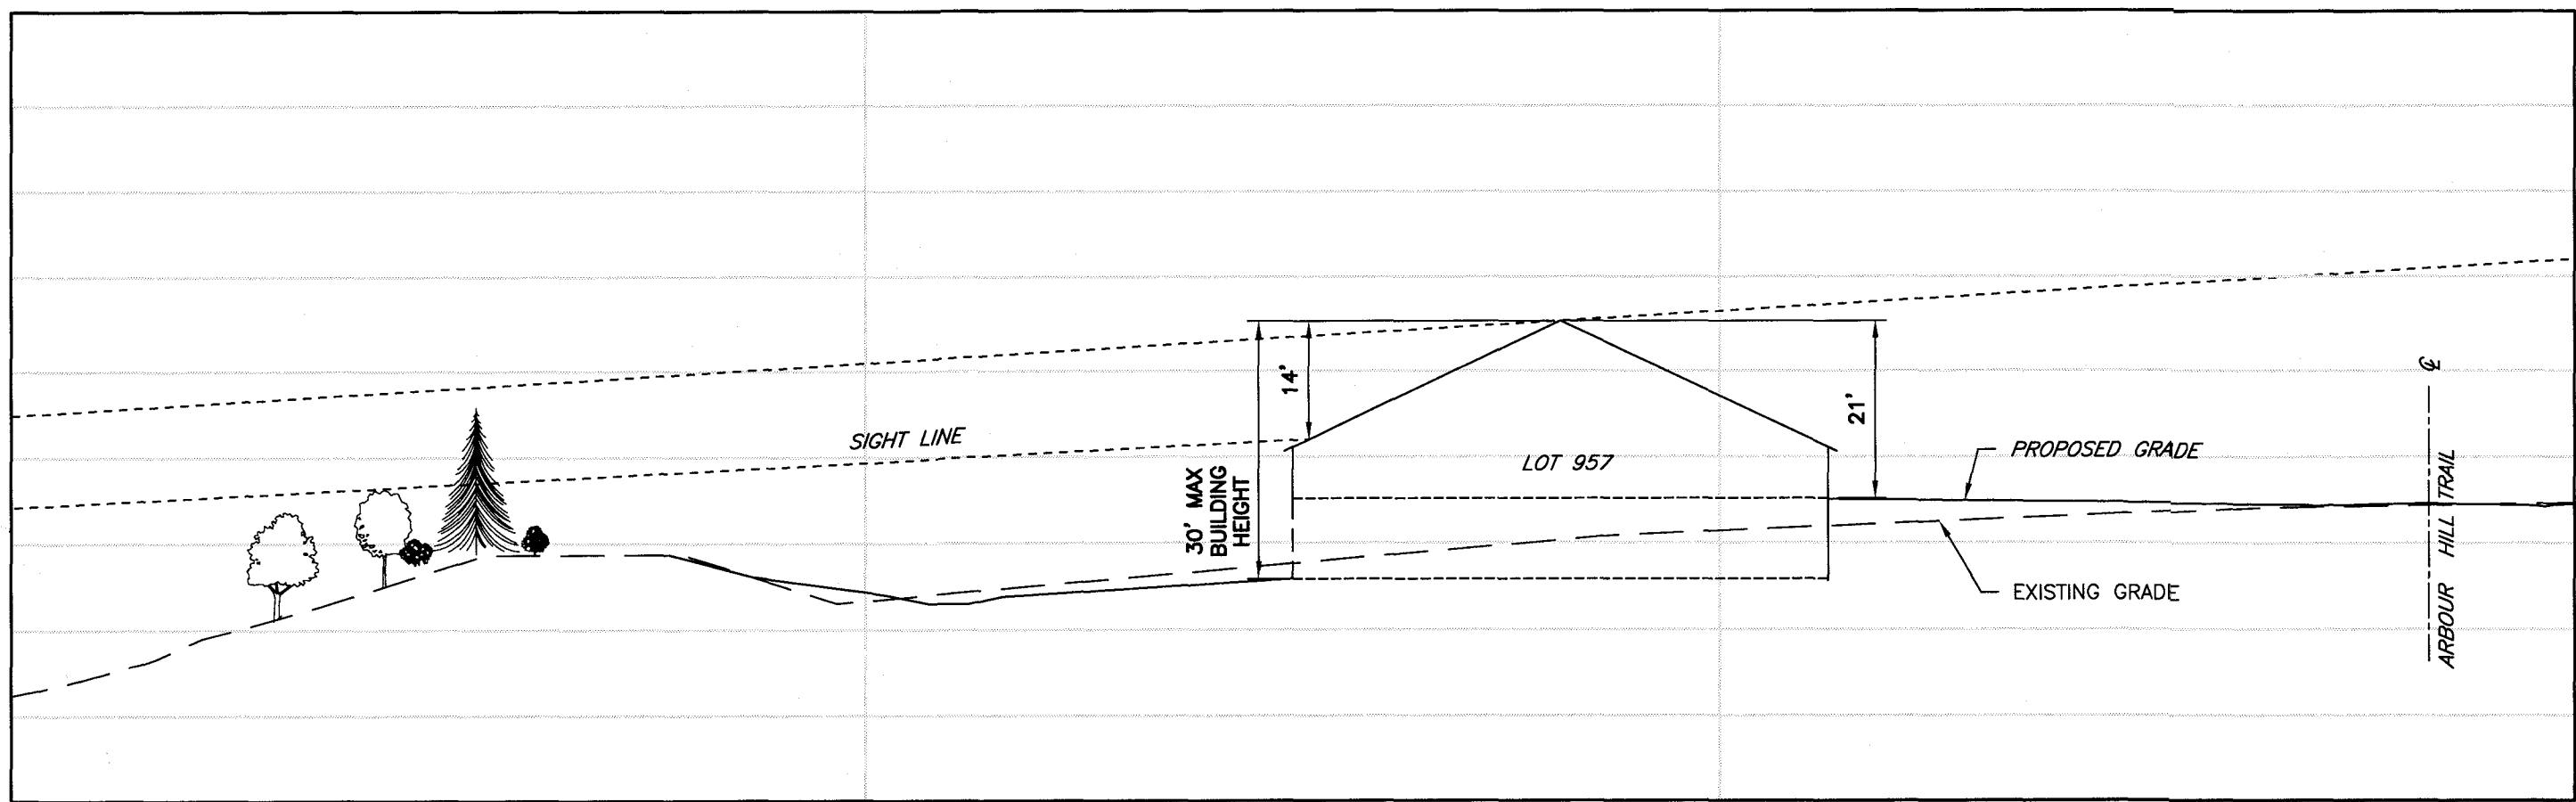 SIGHT LINE
14'
30' MAX
BUILDING
HEIGHT
LOT 957
21'
PROPOSED GRADE
EXISTING GRADE
℄
ARBOUR HILL TRAIL